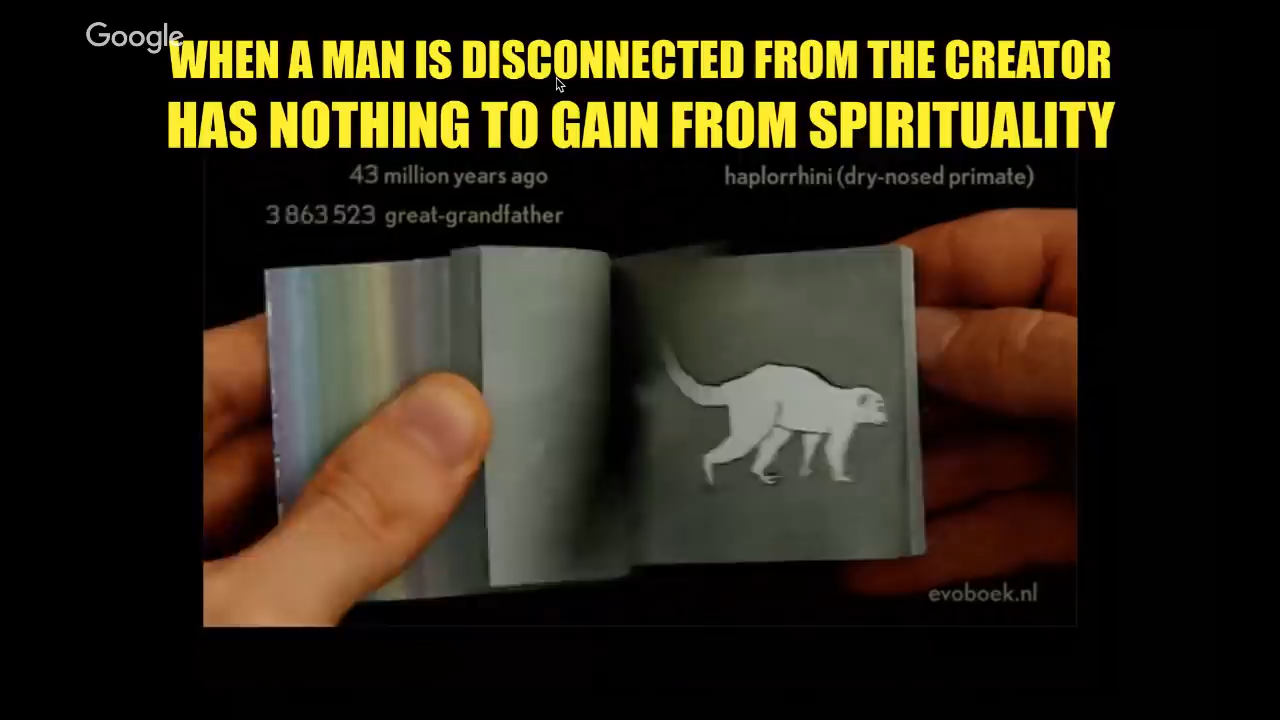 Google
WHEN A MAN IS DISCONNECTED FROM THE CREATOR
HAS NOTHING TO GAIN FROM SPIRITUALITY
43 million years ago
haplorrhini (dry-nosed primate)
3 863 523 great-grandfather
evoboek.nl